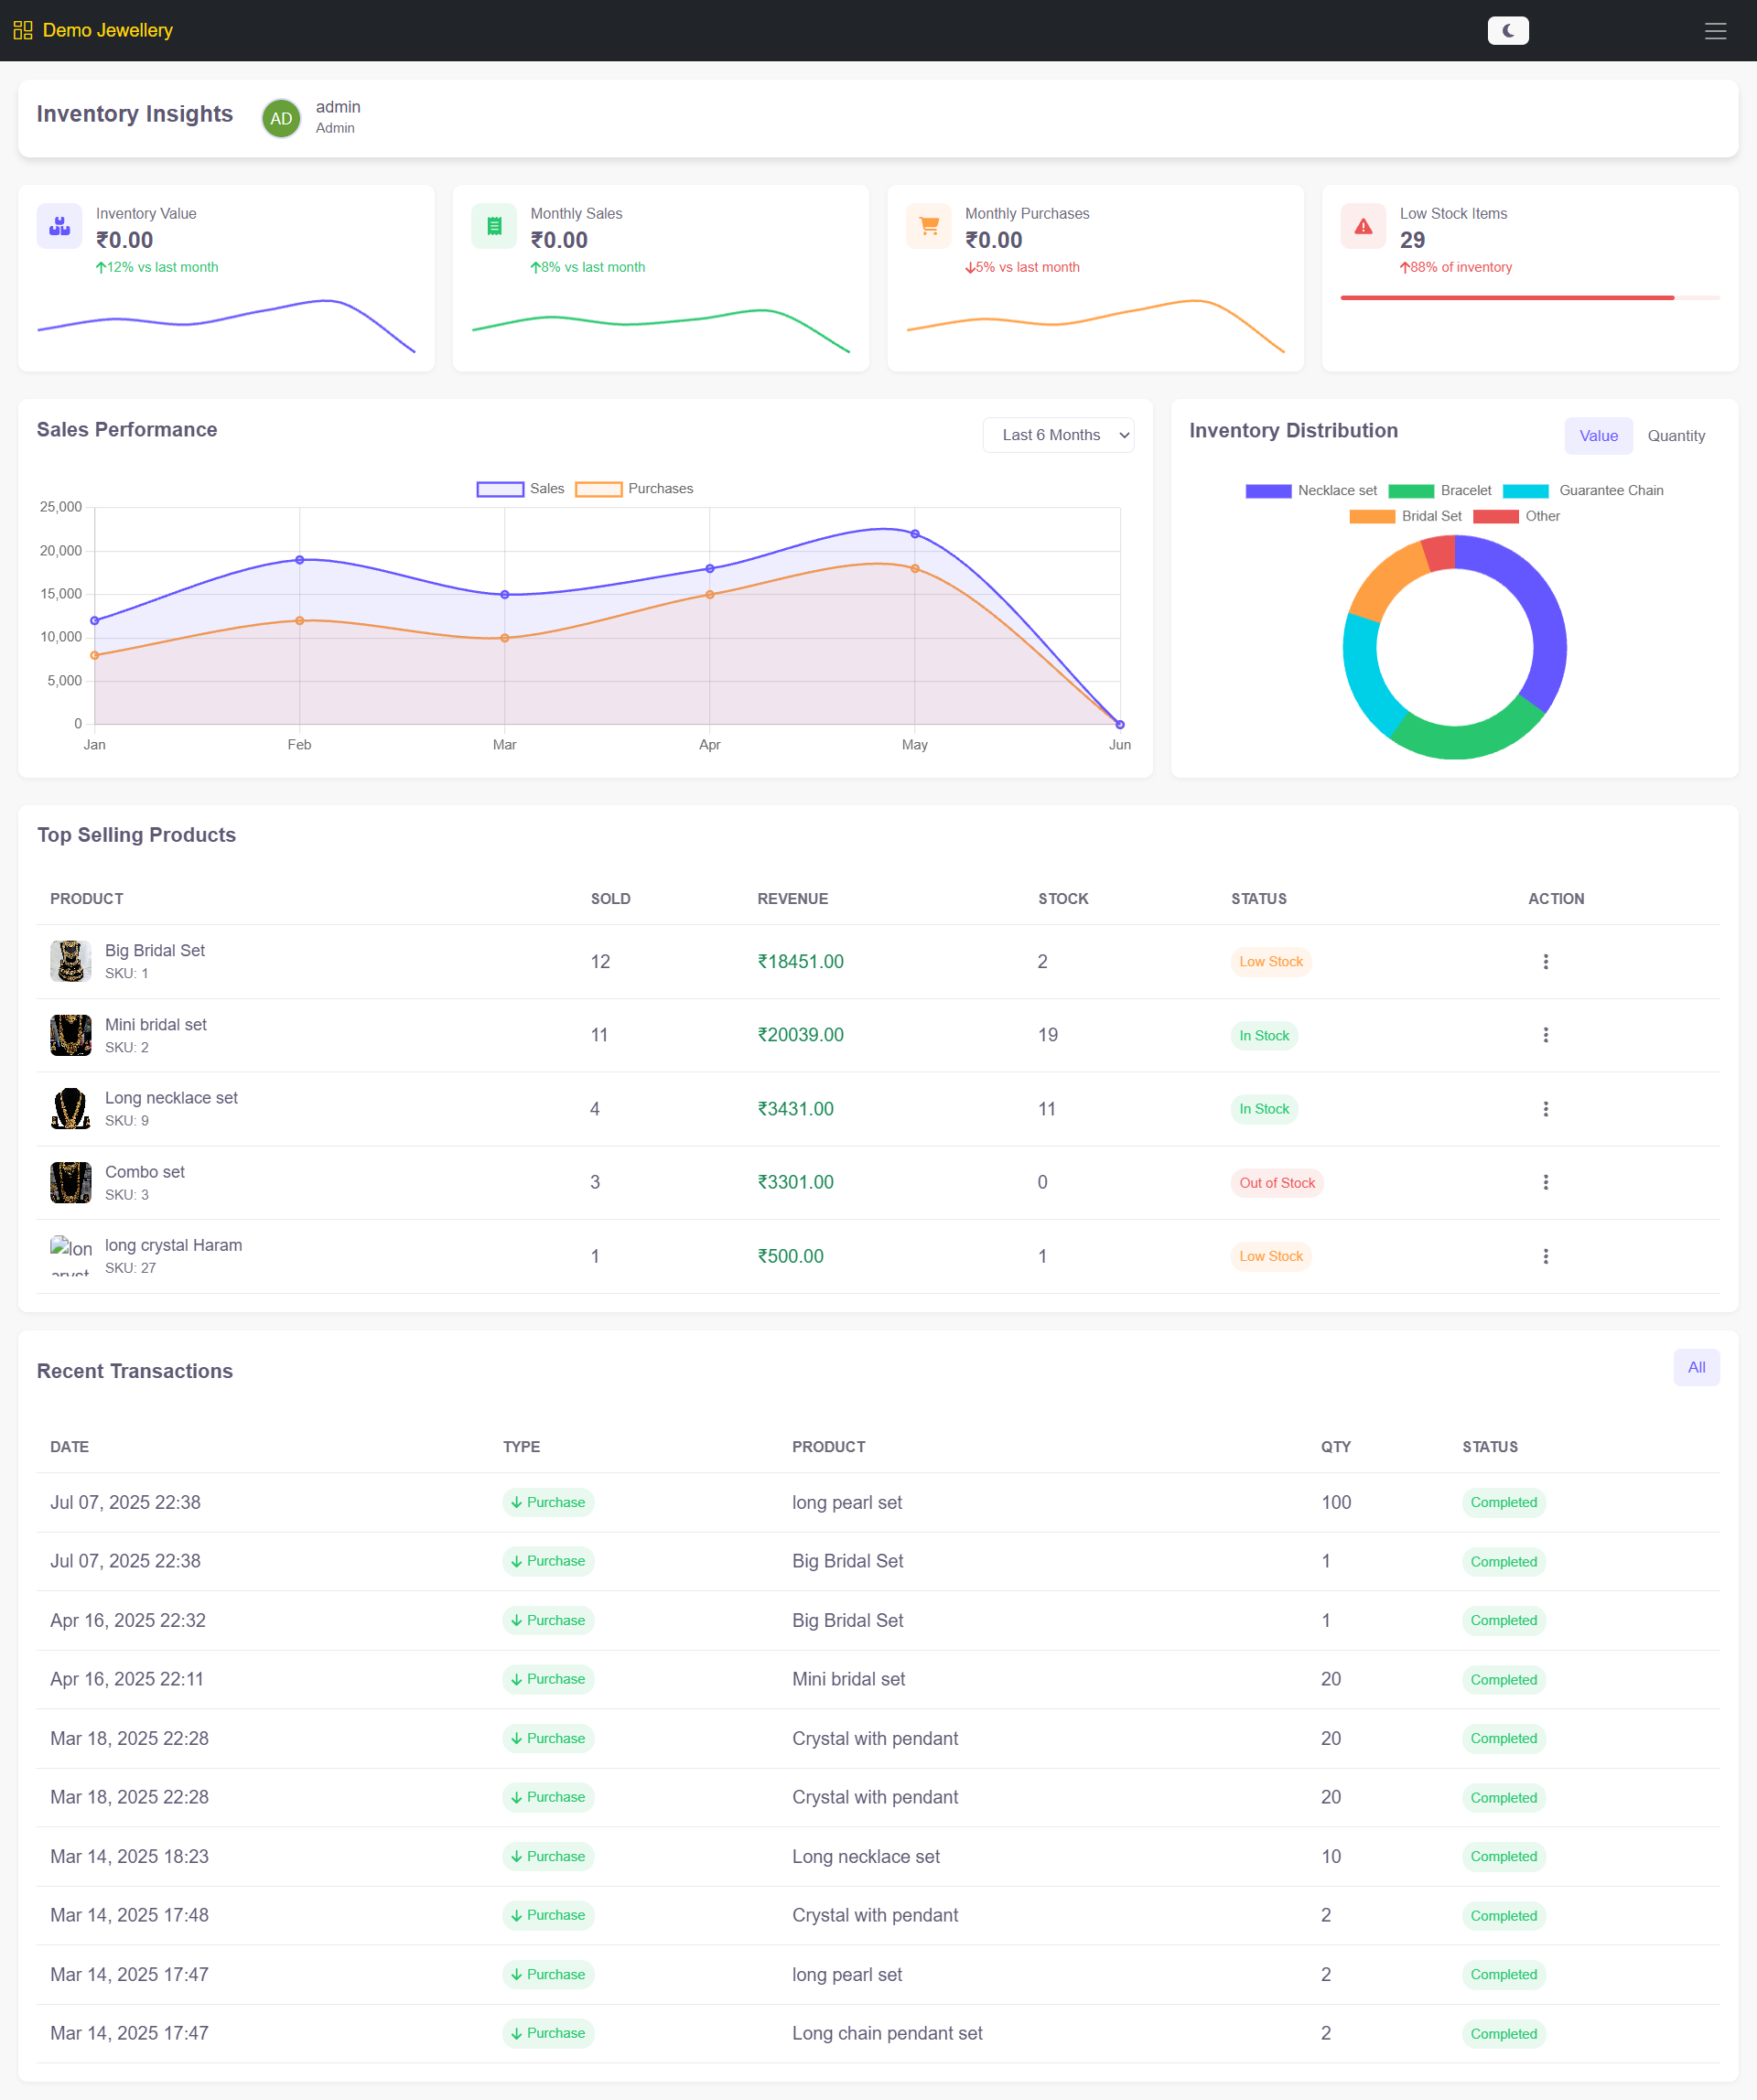 Demo Jewellery
Inventory Insights
AD
admin
Admin
Inventory Value
₹0.00
12% vs last month
Monthly Sales
₹0.00
8% vs last month
Monthly Purchases
₹0.00
5% vs last month
Low Stock Items
29
88% of inventory
Sales Performance
Last 6 Months
Sales Purchases
25,000
20,000
15,000
10,000
5,000
0
Jan Feb Mar Apr May Jun
Inventory Distribution
Value Quantity
Necklace set Bracelet Guarantee Chain
Bridal Set Other
Top Selling Products
PRODUCT SOLD REVENUE STOCK STATUS ACTION
Big Bridal Set
SKU: 1
12 ₹18451.00 2 Low Stock
Mini bridal set
SKU: 2
11 ₹20039.00 19 In Stock
Long necklace set
SKU: 9
4 ₹3431.00 11 In Stock
Combo set
SKU: 3
3 ₹3301.00 0 Out of Stock
lon
long crystal Haram
SKU: 27
1 ₹500.00 1 Low Stock
Recent Transactions
All
DATE TYPE PRODUCT QTY STATUS
Jul 07, 2025 22:38 Purchase long pearl set 100 Completed
Jul 07, 2025 22:38 Purchase Big Bridal Set 1 Completed
Apr 16, 2025 22:32 Purchase Big Bridal Set 1 Completed
Apr 16, 2025 22:11 Purchase Mini bridal set 20 Completed
Mar 18, 2025 22:28 Purchase Crystal with pendant 20 Completed
Mar 18, 2025 22:28 Purchase Crystal with pendant 20 Completed
Mar 14, 2025 18:23 Purchase Long necklace set 10 Completed
Mar 14, 2025 17:48 Purchase Crystal with pendant 2 Completed
Mar 14, 2025 17:47 Purchase long pearl set 2 Completed
Mar 14, 2025 17:47 Purchase Long chain pendant set 2 Completed